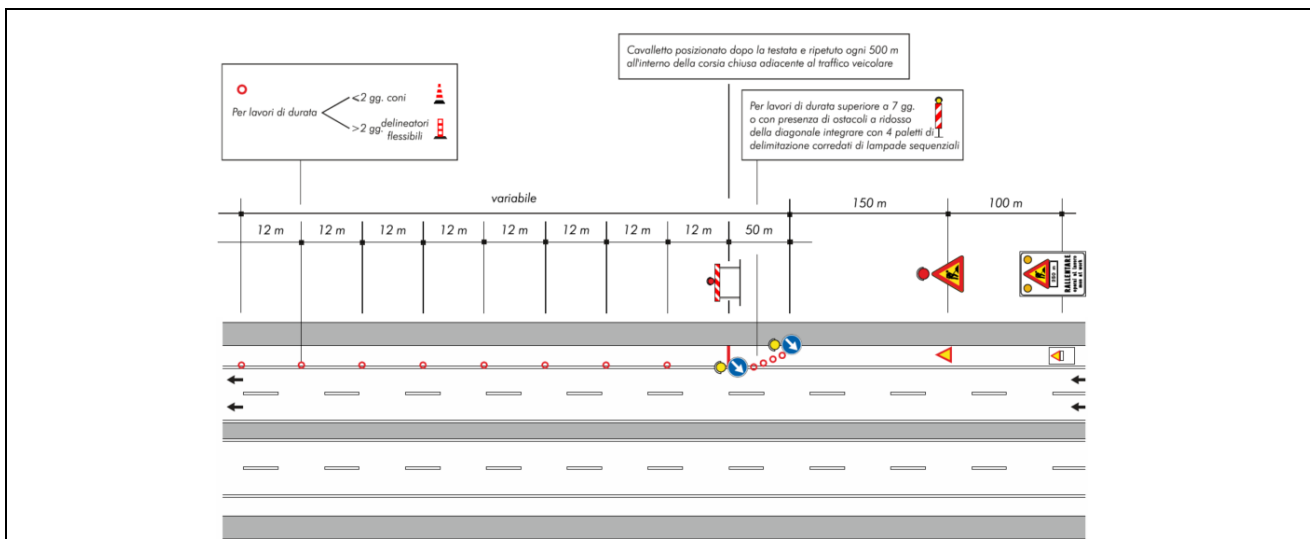 Cavalletto posizionato dopo la testata e ripetuto ogni 500 m
all'interno della corsia chiusa adiacente al traffico veicolare
Per lavori di durata
<2 gg. coni
>2 gg. delineatori
flessibili
Per lavori di durata superiore a 7 gg.
o con presenza di ostacoli a ridosso
della diagonale integrare con 4 paletti di
delimitazione corredati di lampade sequenziali
variabile
150 m
100 m
12 m
12 m
12 m
12 m
12 m
12 m
12 m
12 m
50 m
100 m
RALLENTARE